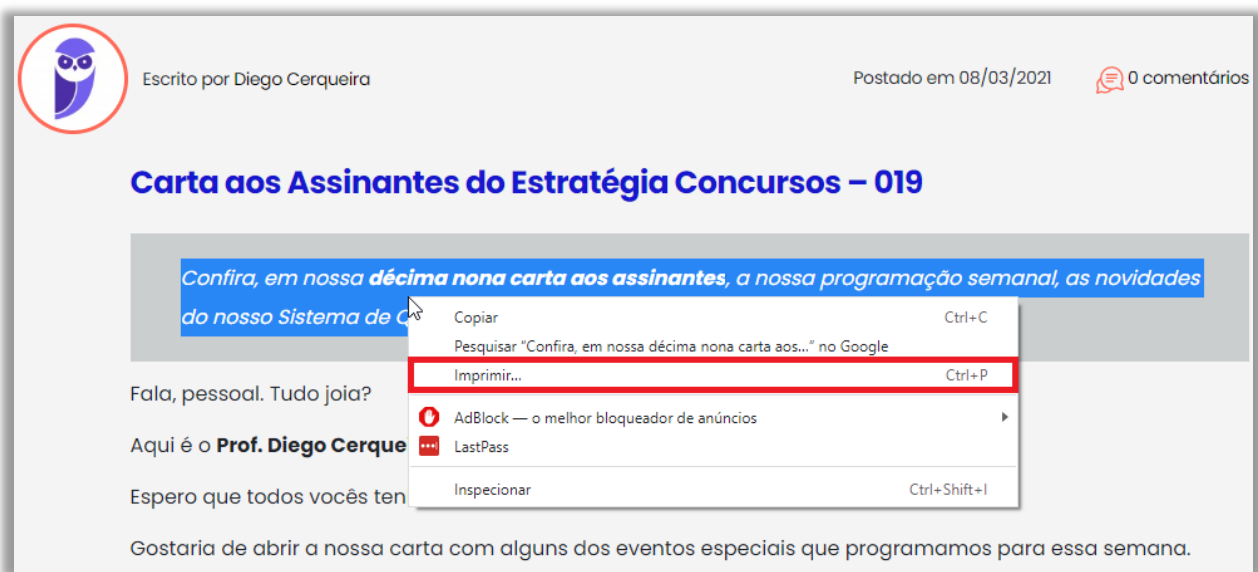 Escrito por Diego Cerqueira
Postado em 08/03/2021
0 comentários
Carta aos Assinantes do Estratégia Concursos – 019
Confira, em nossa décima nona carta aos assinantes, a nossa programação semanal, as novidades
do nosso Sistema de
Copiar Ctrl+C
Pesquisar “Confira, em nossa décima nona carta aos...” no Google
Imprimir... Ctrl+P
AdBlock — o melhor bloqueador de anúncios
LastPass
Inspecionar Ctrl+Shift+I
Fala, pessoal. Tudo joia?
Aqui é o Prof. Diego Cerque
Espero que todos vocês ten
Gostaria de abrir a nossa carta com alguns dos eventos especiais que programamos para essa semana.